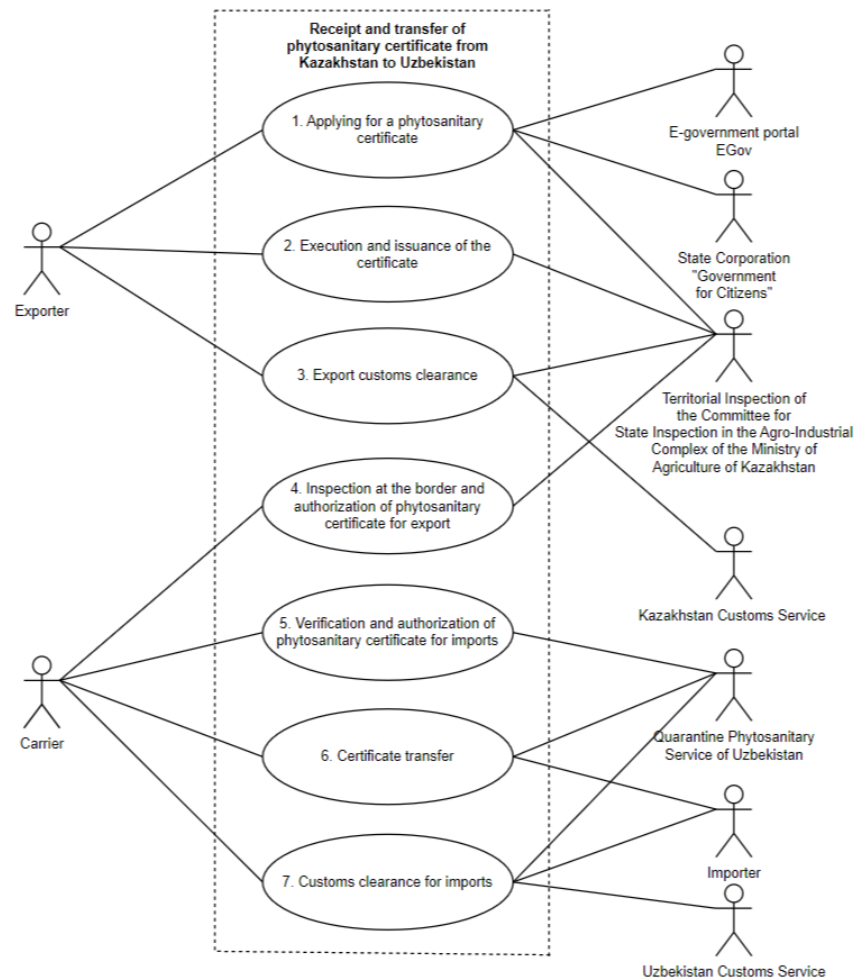 Receipt and transfer of
phytosanitary certificate from
Kazakhstan to Uzbekistan
1. Applying for a phytosanitary
certificate
E-government portal
EGov
2. Execution and issuance of the
certificate
State Corporation
"Government
for Citizens"
Exporter
3. Export customs clearance
Territorial Inspection of
the Committee for
State Inspection in the Agro-Industrial
Complex of the Ministry of
Agriculture of Kazakhstan
4. Inspection at the border and
authorization of phytosanitary
certificate for export
Kazakhstan Customs Service
5. Verification and authorization of
phytosanitary certificate for imports
Carrier
Quarantine Phytosanitary
Service of Uzbekistan
6. Certificate transfer
Importer
7. Customs clearance for imports
Uzbekistan Customs Service